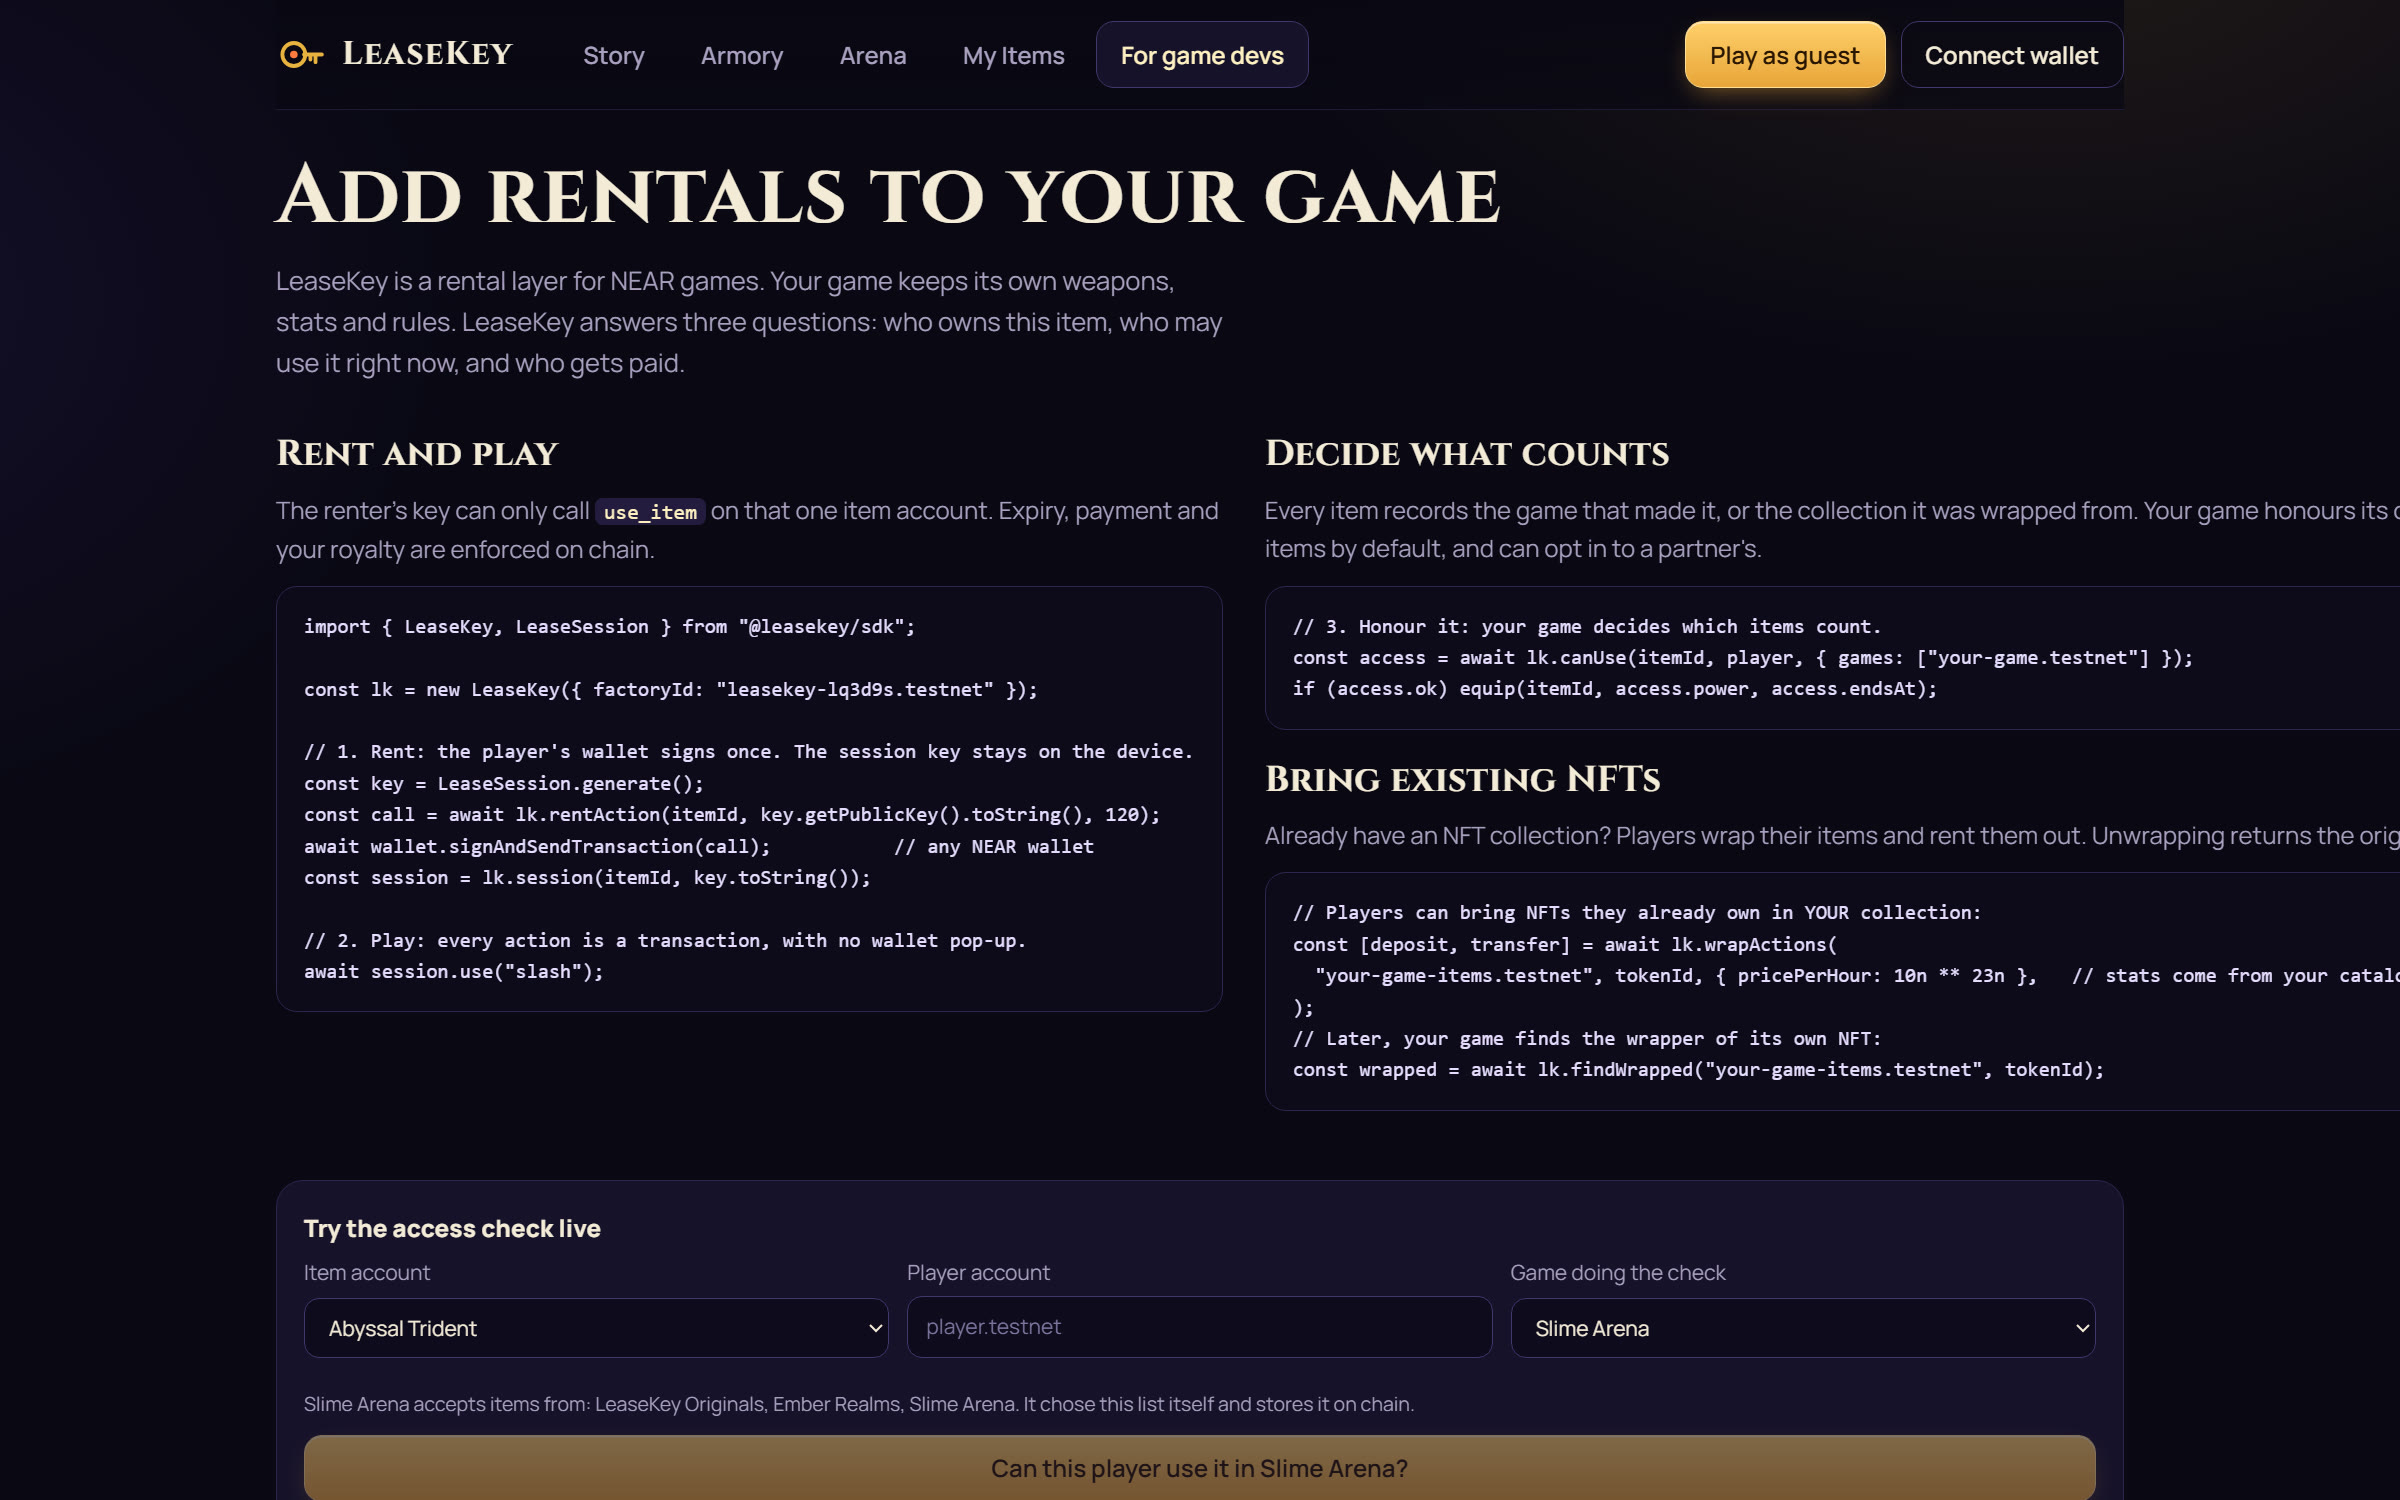 LeaseKey
Story
Armory
Arena
My Items
For game devs
Play as guest
Connect wallet
Add rentals to your game
LeaseKey is a rental layer for NEAR games. Your game keeps its own weapons,
stats and rules. LeaseKey answers three questions: who owns this item, who may
use it right now, and who gets paid.
Rent and play
The renter's key can only call use_item on that one item account. Expiry, payment and
your royalty are enforced on chain.
import { LeaseKey, LeaseSession } from "@leasekey/sdk";
const lk = new LeaseKey({ factoryId: "leasekey-lq3d9s.testnet" });
// 1. Rent: the player's wallet signs once. The session key stays on the device.
const key = LeaseSession.generate();
const call = await lk.rentAction(itemId, key.getPublicKey().toString(), 120);
await wallet.signAndSendTransaction(call);           // any NEAR wallet
const session = lk.session(itemId, key.toString());
// 2. Play: every action is a transaction, with no wallet pop-up.
await session.use("slash");
Decide what counts
Every item records the game that made it, or the collection it was wrapped from. Your game honours its
items by default, and can opt in to a partner's.
// 3. Honour it: your game decides which items count.
const access = await lk.canUse(itemId, player, { games: ["your-game.testnet"] });
if (access.ok) equip(itemId, access.power, access.endsAt);
Bring existing NFTs
Already have an NFT collection? Players wrap their items and rent them out. Unwrapping returns the
// Players can bring NFTs they already own in YOUR collection:
const [deposit, transfer] = await lk.wrapActions(
  "your-game-items.testnet", tokenId, { pricePerHour: 10n ** 23n },   // stats come from your
);
// Later, your game finds the wrapper of its own NFT:
const wrapped = await lk.findWrapped("your-game-items.testnet", tokenId);
Try the access check live
Item account
Player account
Game doing the check
Abyssal Trident
player.testnet
Slime Arena
Slime Arena accepts items from: LeaseKey Originals, Ember Realms, Slime Arena. It chose this list itself and stores it on chain.
Can this player use it in Slime Arena?